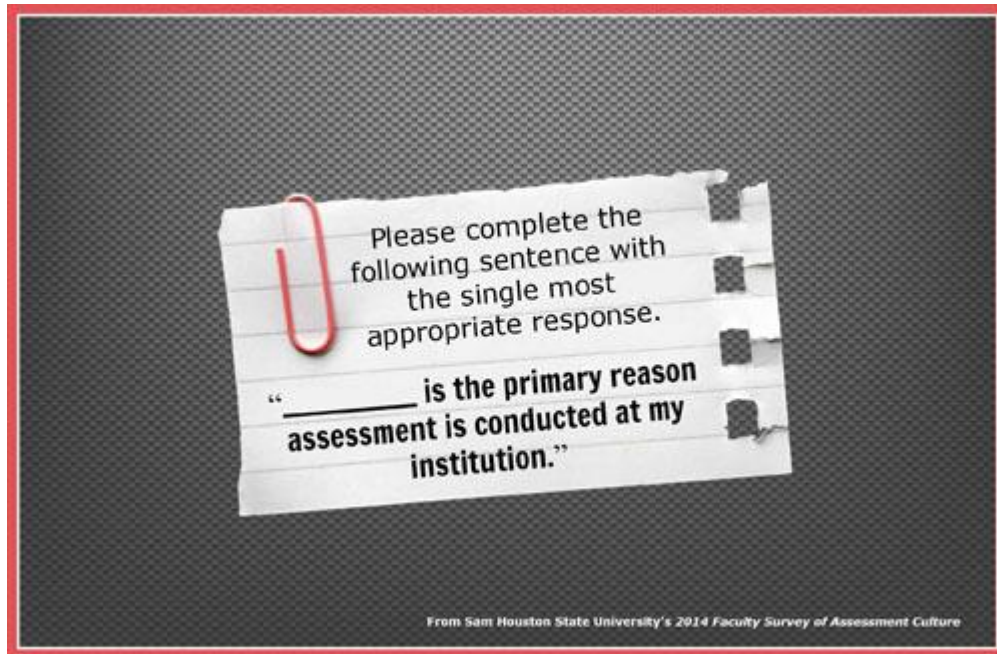 Please complete the
following sentence with
the single most
appropriate response.
“_________ is the primary reason
assessment is conducted at my
institution.”
From Sam Houston State University's 2014 Faculty Survey of Assessment Culture